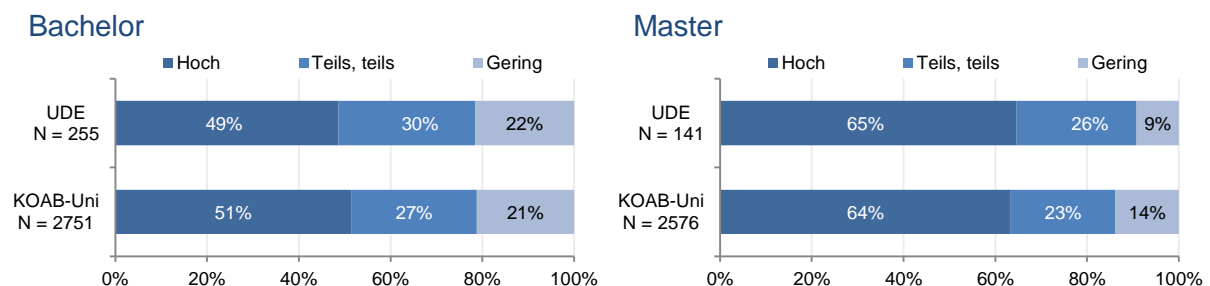 Bachelor
Hoch Teils, teils Gering
UDE
N = 255
49% 30% 22%
KOAB-Uni
N = 2751
51% 27% 21%
0% 20% 40% 60% 80% 100%
Master
Hoch Teils, teils Gering
UDE
N = 141
65% 26% 9%
KOAB-Uni
N = 2576
64% 23% 14%
0% 20% 40% 60% 80% 100%